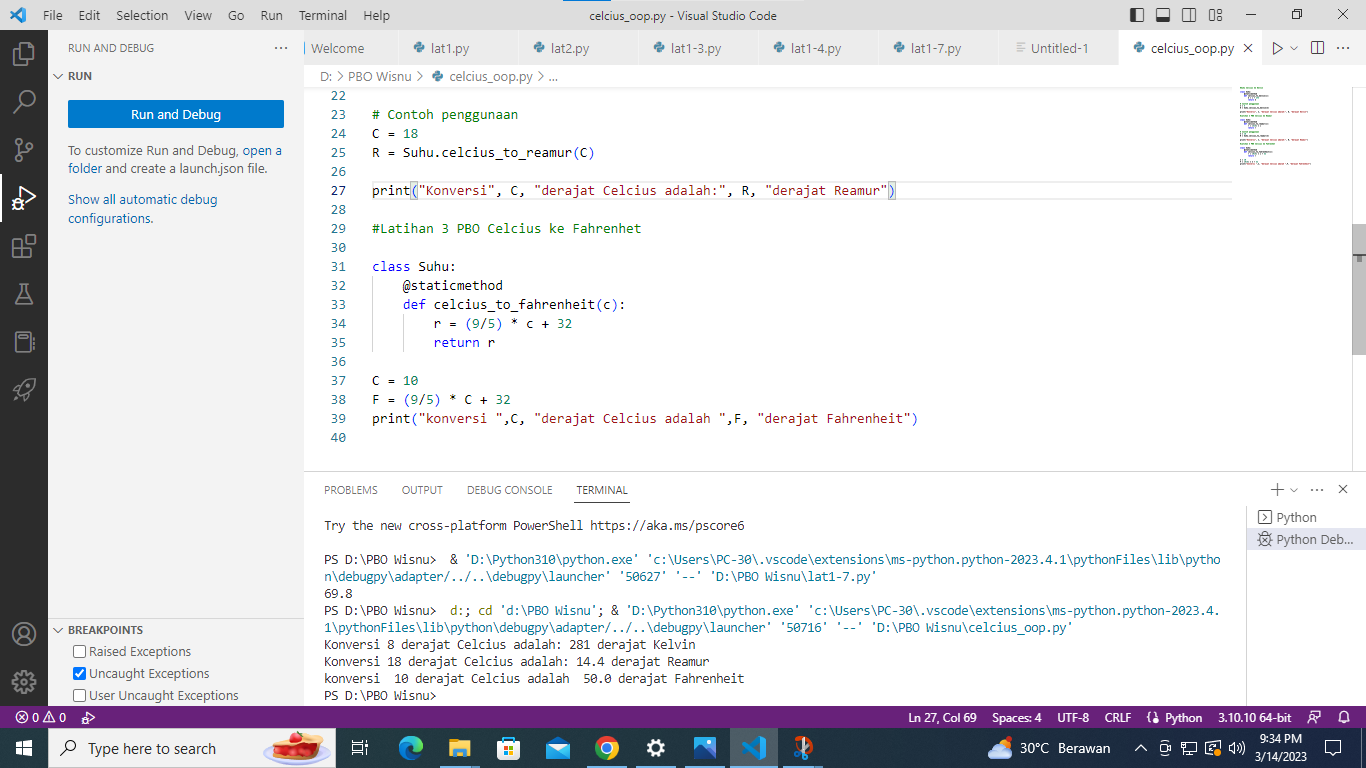 File Edit Selection View Go Run Terminal Help celcius_oop.py - Visual Studio Code
RUN AND DEBUG
Welcome lat1.py lat2.py lat1-3.py lat1-4.py lat1-7.py Untitled-1 celcius_oop.py
RUN
D: > PBO Wisnu > celcius_oop.py > ...
Run and Debug
To customize Run and Debug, open a
folder and create a launch.json file.
Show all automatic debug
configurations.
22
23 # Contoh penggunaan
24 C = 18
25 R = Suhu.celcius_to_reamur(C)
26
27 print("Konversi", C, "derajat Celcius adalah:", R, "derajat Reamur")
28
29 #Latihan 3 PBO Celcius ke Fahrenhet
30
31 class Suhu:
32 @staticmethod
33 def celcius_to_fahrenheit(c):
34 r = (9/5) * c + 32
35 return r
36
37 C = 10
38 F = (9/5) * C + 32
39 print("konversi ",C, "derajat Celcius adalah ",F, "derajat Fahrenheit")
40
PROBLEMS OUTPUT DEBUG CONSOLE TERMINAL
Try the new cross-platform PowerShell https://aka.ms/pscore6
PS D:\PBO Wisnu>  & 'D:\Python310\python.exe' 'c:\Users\PC-30\.vscode\extensions\ms-python.python-2023.4.1\pythonFiles\lib\pytho
n\debugpy\adapter/../..\debugpy\launcher' '50627' '--' 'D:\PBO Wisnu\lat1-7.py'
69.8
PS D:\PBO Wisnu>  d:; cd 'd:\PBO Wisnu'; & 'D:\Python310\python.exe' 'c:\Users\PC-30\.vscode\extensions\ms-python.python-2023.4.
1\pythonFiles\lib\python\debugpy\adapter/../..\debugpy\launcher' '50716' '--' 'D:\PBO Wisnu\celcius_oop.py'
Konversi 8 derajat Celcius adalah: 281 derajat Kelvin
Konversi 18 derajat Celcius adalah: 14.4 derajat Reamur
konversi  10 derajat Celcius adalah  50.0 derajat Fahrenheit
PS D:\PBO Wisnu>
Python
Python Deb...
BREAKPOINTS
Raised Exceptions
Uncaught Exceptions
User Uncaught Exceptions
0 0 Ln 27, Col 69 Spaces: 4 UTF-8 CRLF Python 3.10.10 64-bit
Type here to search 30°C Berawan 9:34 PM
3/14/2023